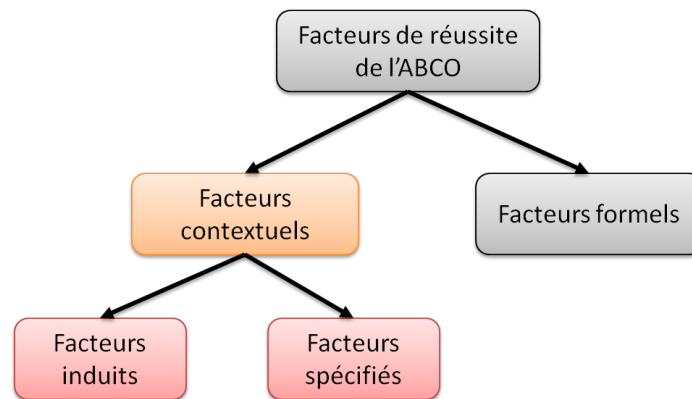 Facteurs de réussite
de l'ABCO
Facteurs
contextuels
Facteurs formels
Facteurs
induits
Facteurs
spécifiés